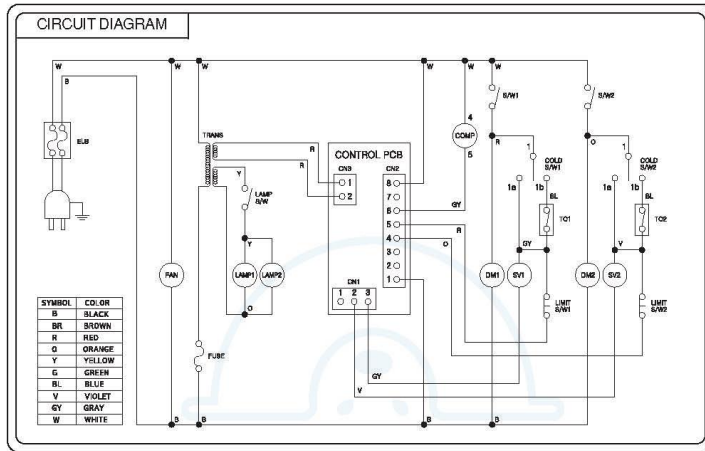 CIRCUIT DIAGRAM
W W W W W W W
B
S/W1 S/W2
4
ELB
TRANS
COMP
5
R
O
R
CONTROL PCB
1 COLD S/W1
1 COLD S/W2
CN3 CN2
R
Y
1 8
2 7
LAMP S/W
1a 1b
1a 1b
BL BL
GY
6
TC1 TC2
R
5
O
4
Y
GY V
3
FAN
LAMP1 LAMP2
2
DM1 SV1 DM2 SV2
CN1
1
1 2 3
O
LIMIT S/W1
LIMIT S/W2
FUSE
GY
V
B B B B
SYMBOL COLOR
B BLACK
BR BROWN
R RED
O ORANGE
Y YELLOW
G GREEN
BL BLUE
V VIOLET
GY GRAY
W WHITE